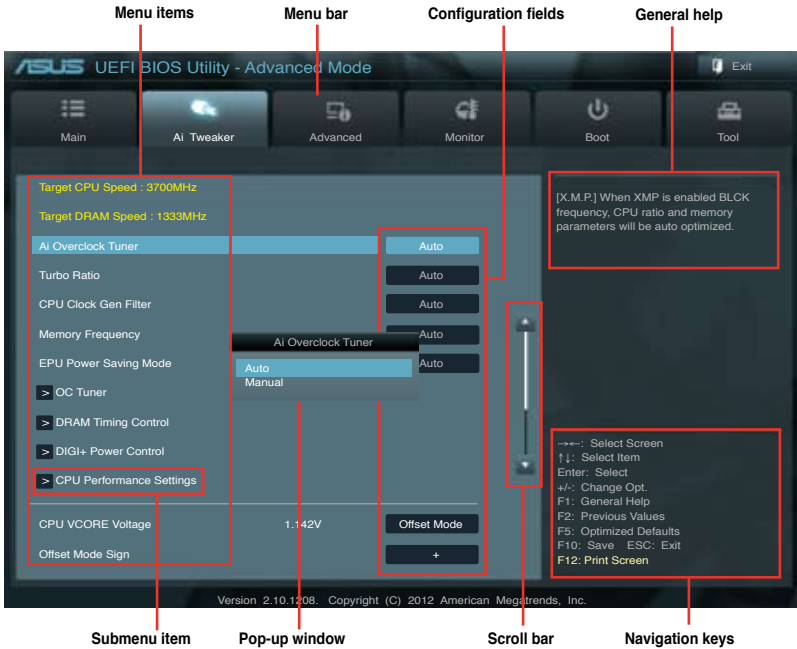 Menu items
Menu bar
Configuration fields
General help
ASUS UEFI BIOS Utility - Advanced Mode
Exit
Main
Ai Tweaker
Advanced
Monitor
Boot
Tool
Target CPU Speed : 3700MHz
Target DRAM Speed : 1333MHz
Ai Overclock Tuner Auto
Turbo Ratio Auto
CPU Clock Gen Filter Auto
Memory Frequency Auto
EPU Power Saving Mode Auto
> OC Tuner
> DRAM Timing Control
> DIGI+ Power Control
> CPU Performance Settings
CPU VCORE Voltage 1.142V Offset Mode
Offset Mode Sign +
Ai Overclock Tuner
Auto
Manual
[X.M.P.] When XMP is enabled BLCK
frequency, CPU ratio and memory
parameters will be auto optimized.
→←: Select Screen
↑↓: Select Item
Enter: Select
+/-: Change Opt.
F1: General Help
F2: Previous Values
F5: Optimized Defaults
F10: Save ESC: Exit
F12: Print Screen
Version 2.10.1208. Copyright (C) 2012 American Megatrends, Inc.
Submenu item
Pop-up window
Scroll bar
Navigation keys